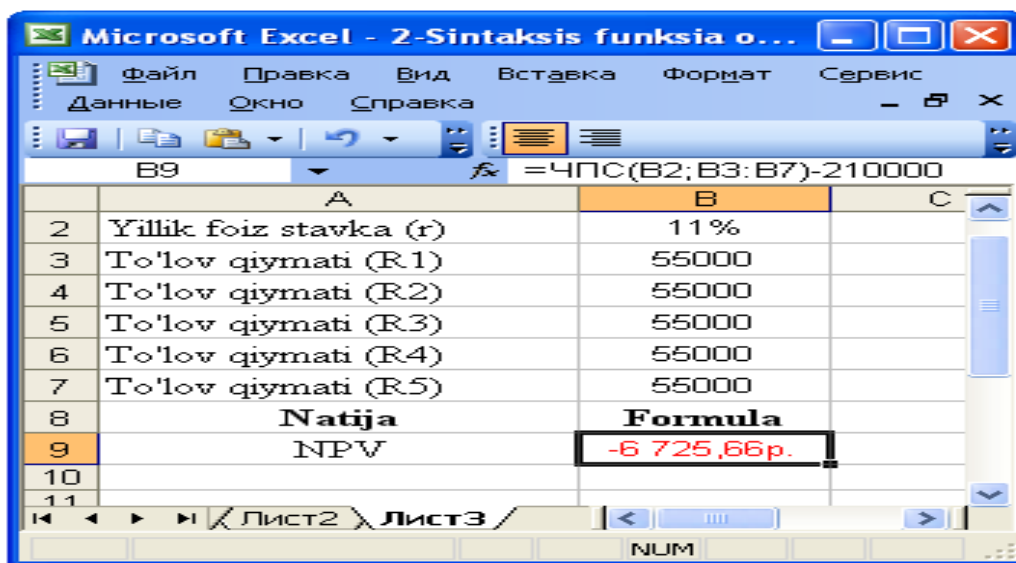 Microsoft Excel - 2-Sintaksis funksia o...
Файл Правка Вид Вставка Формат Сервис
Данные Окно Справка
B9 fx =ЧПС(B2;B3:B7)-210000
A B C
2 Yillik foiz stavka (r) 11%
3 To'lov qiymati (R1) 55000
4 To'lov qiymati (R2) 55000
5 To'lov qiymati (R3) 55000
6 To'lov qiymati (R4) 55000
7 To'lov qiymati (R5) 55000
8 Natija Formula
9 NPV -6 725,66р.
10
11
Лист2 Лист3
NUM